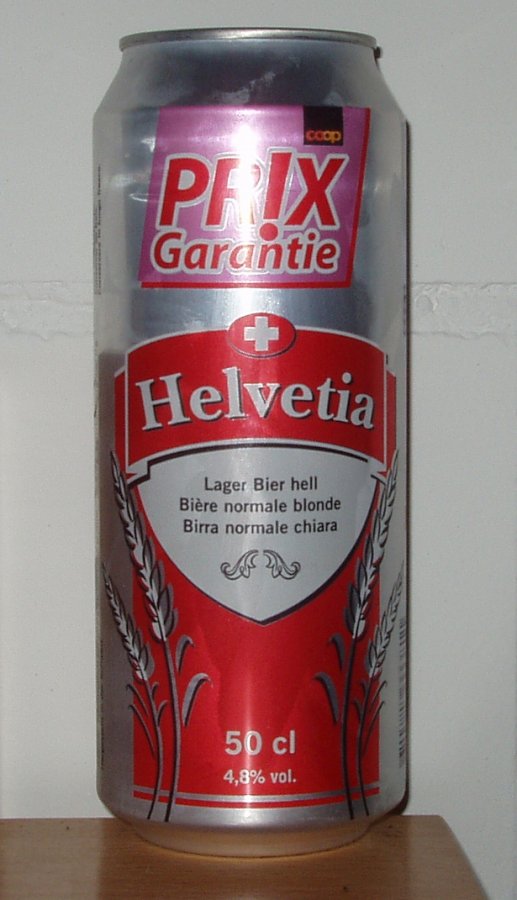 coop
PR!X
Garantie
Helvetia
Lager Bier hell
Bière normale blonde
Birra normale chiara
50 cl
4,8% vol.